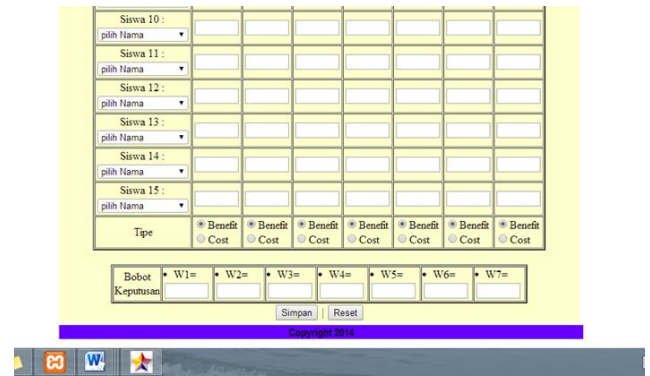 Siswa 10 :
pilih Nama
Siswa 11 :
pilih Nama
Siswa 12 :
pilih Nama
Siswa 13 :
pilih Nama
Siswa 14 :
pilih Nama
Siswa 15 :
pilih Nama
Tipe Benefit Benefit Benefit Benefit Benefit Benefit Benefit
Cost Cost Cost Cost Cost Cost Cost
Bobot Keputusan • W1= • W2= • W3= • W4= • W5= • W6= • W7=
Simpan | Reset
Copyright 2014